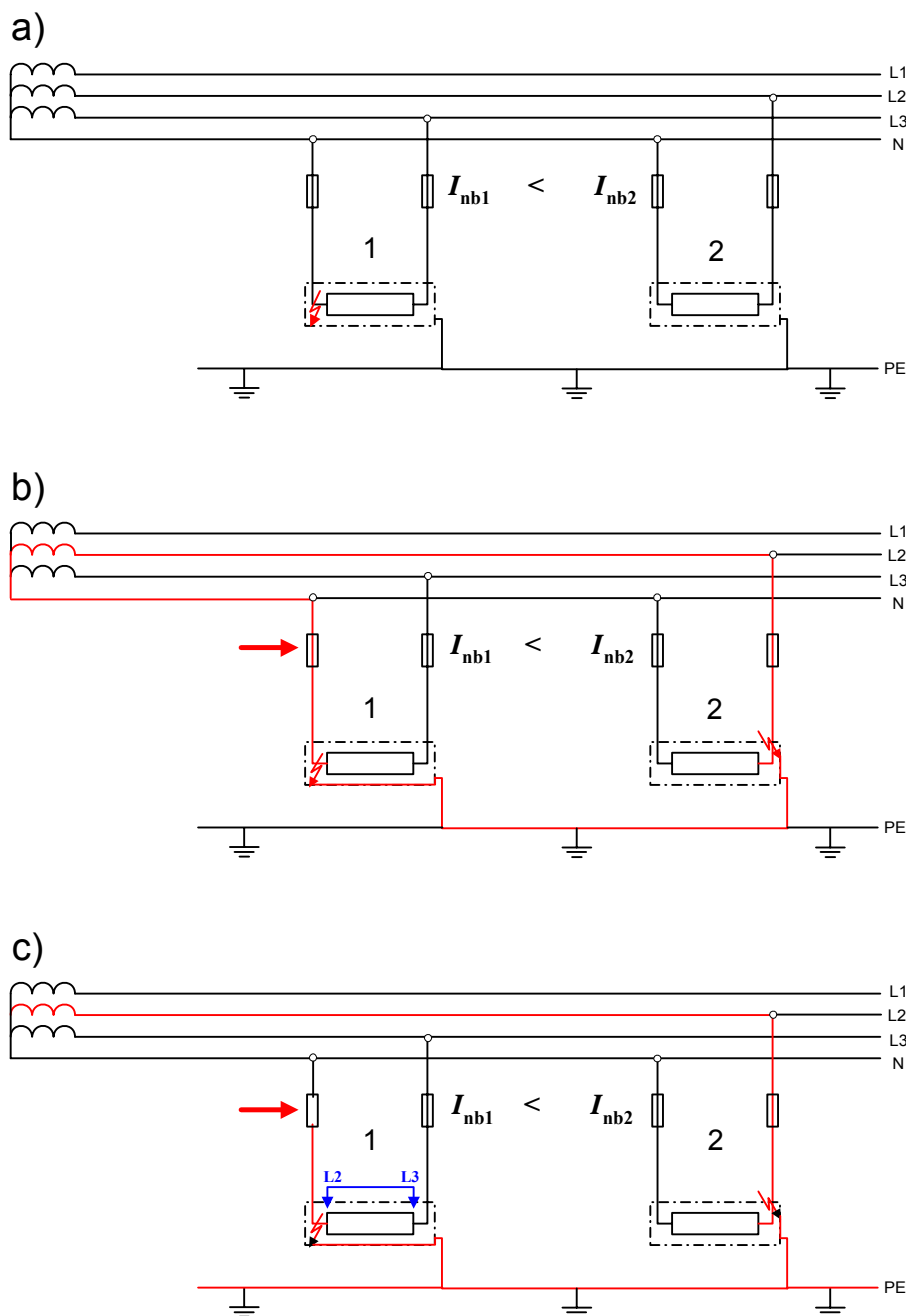 a)
L1
L2
L3
N
Inb1 < Inb2
1 2
PE
b)
L1
L2
L3
N
Inb1 < Inb2
1 2
PE
c)
L1
L2
L3
N
Inb1 < Inb2
1 2
L2 L3
PE